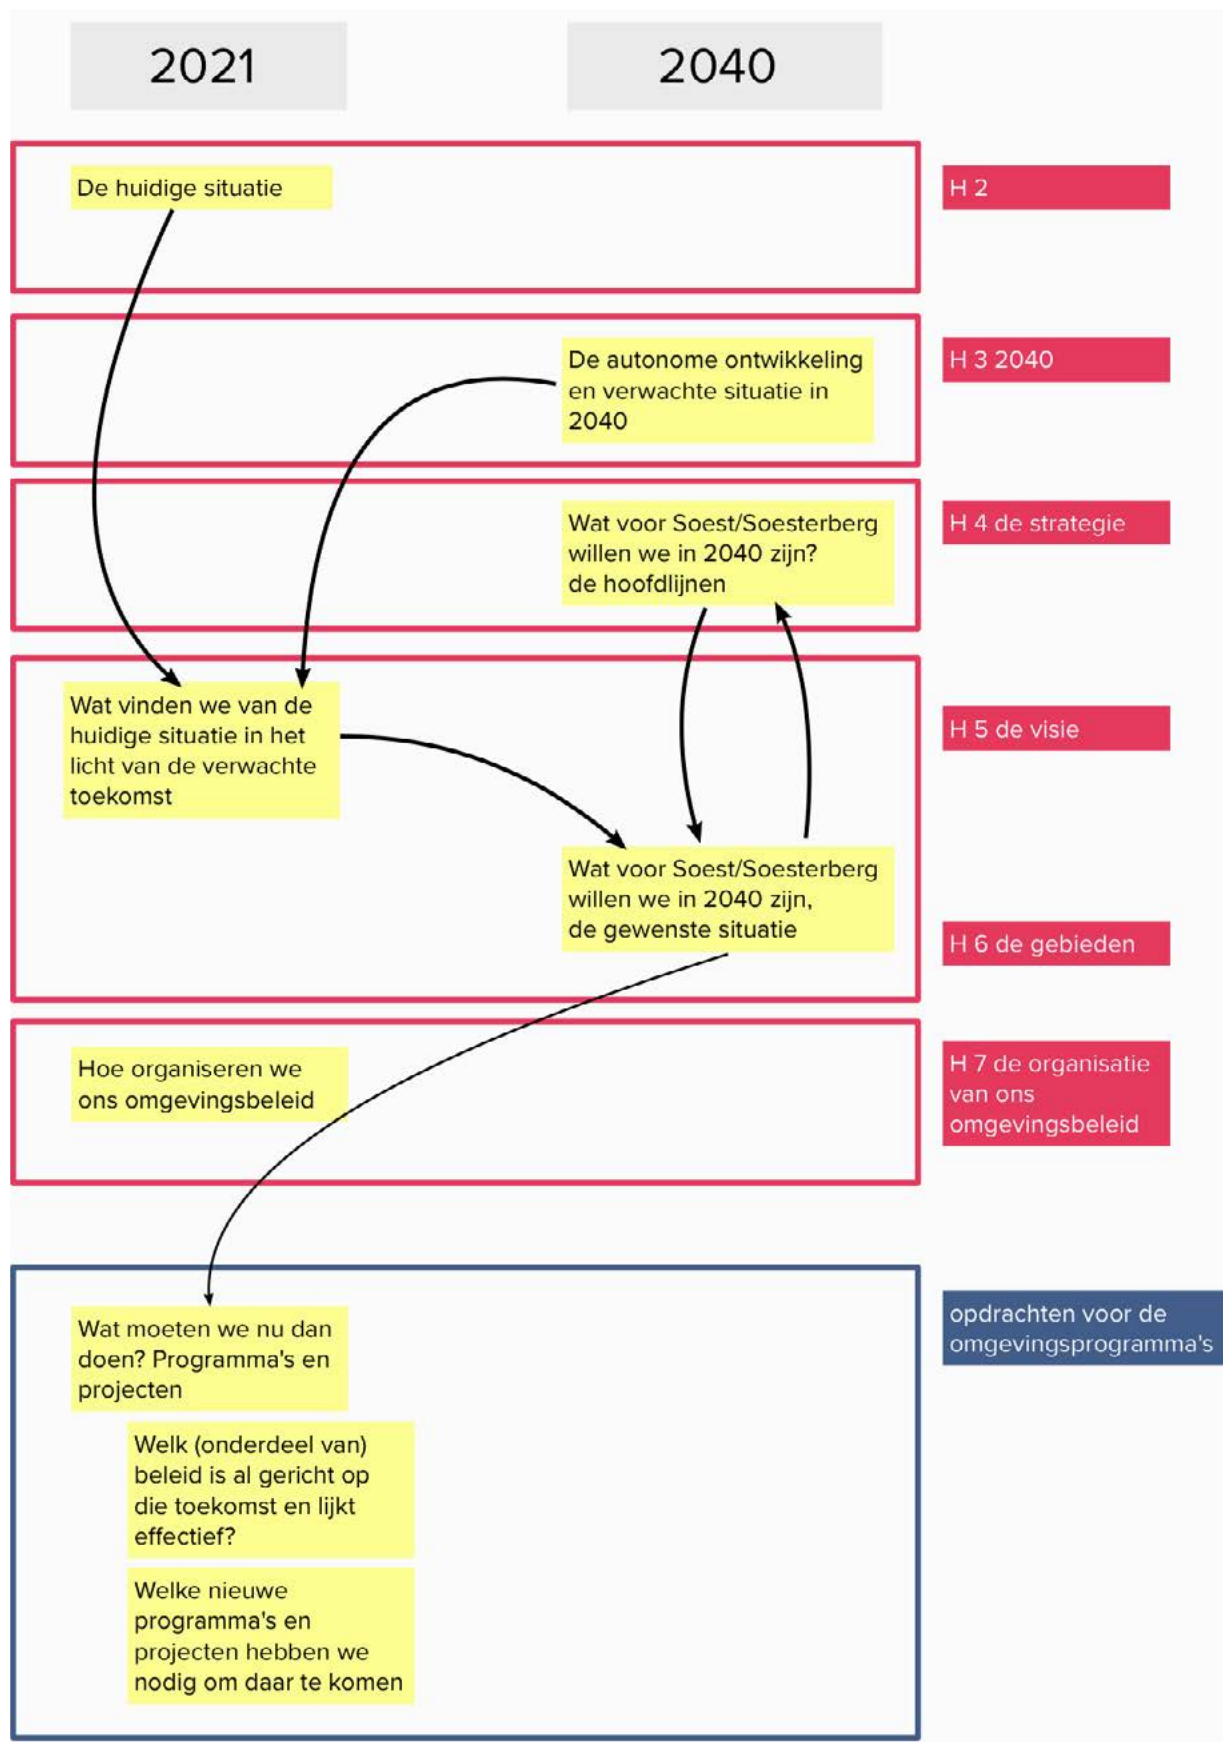 2021
2040
De huidige situatie
H 2
De autonome ontwikkeling
en verwachte situatie in
2040
H 3 2040
Wat voor Soest/Soesterberg
willen we in 2040 zijn?
de hoofdlijnen
H 4 de strategie
Wat vinden we van de
huidige situatie in het
licht van de verwachte
toekomst
H 5 de visie
Wat voor Soest/Soesterberg
willen we in 2040 zijn,
de gewenste situatie
H 6 de gebieden
Hoe organiseren we
ons omgevingsbeleid
H 7 de organisatie
van ons
omgevingsbeleid
Wat moeten we nu dan
doen? Programma's en
projecten
opdrachten voor de
omgevingsprogramma's
Welk (onderdeel van)
beleid is al gericht op
die toekomst en lijkt
effectief?
Welke nieuwe
programma's en
projecten hebben we
nodig om daar te komen